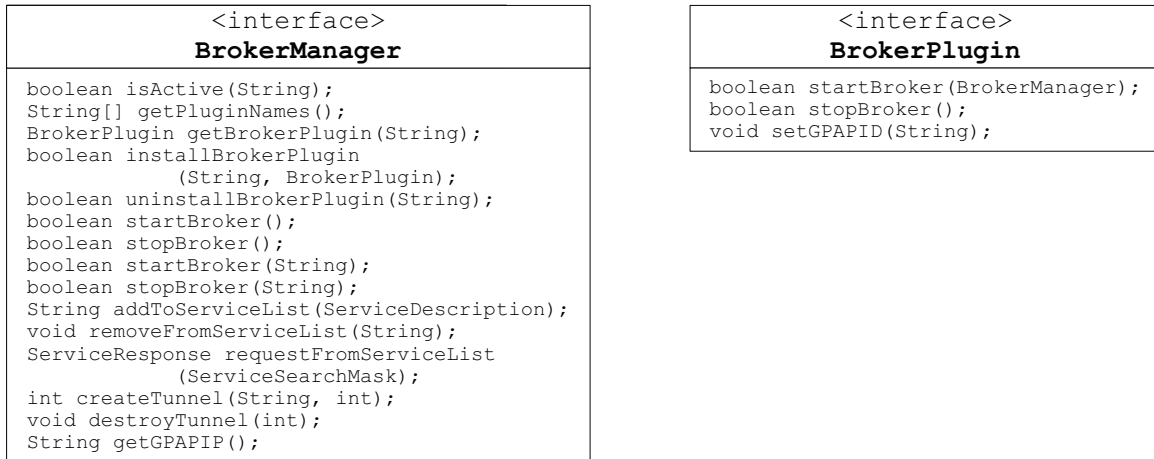 <interface>
BrokerManager
boolean isActive(String);
String[] getPluginNames();
BrokerPlugin getBrokerPlugin(String);
boolean installBrokerPlugin
(String, BrokerPlugin);
boolean uninstallBrokerPlugin(String);
boolean startBroker();
boolean stopBroker();
boolean startBroker(String);
boolean stopBroker(String);
String addToServiceList(ServiceDescription);
void removeFromServiceList(String);
ServiceResponse requestFromServiceList
(ServiceSearchMask);
int createTunnel(String, int);
void destroyTunnel(int);
String getGPAPIP();
<interface>
BrokerPlugin
boolean startBroker(BrokerManager);
boolean stopBroker();
void setGPAPID(String);